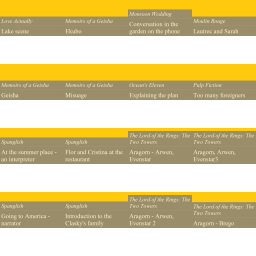 Love Actually
Lake scene
Memoirs of a Geisha
Ekubo
Monsoon Wedding
Conversation in the
garden on the phone
Moulin Rouge
Lautrec and Sarah
Memoirs of a Geisha
Geisha
Memoirs of a Geisha
Misuage
Ocean's Eleven
Explaining the plan
Pulp Fiction
Too many foreigners
Spanglish
At the summer place -
an interpreter
Spanglish
Flor and Cristina at the
restaurant
The Lord of the Rings: The
Two Towers
Aragorn - Arwen,
Evenstar
The Lord of the Rings: The
Two Towers
Aragorn, Arwen,
Evenstar3
Spanglish
Going to America -
narrator
Spanglish
Introduction to the
Clasky's family
The Lord of the Rings: The
Two Towers
Aragorn - Arwen,
Evenstar 2
The Lord of the Rings: The
Two Towers
Aragorn - Brego